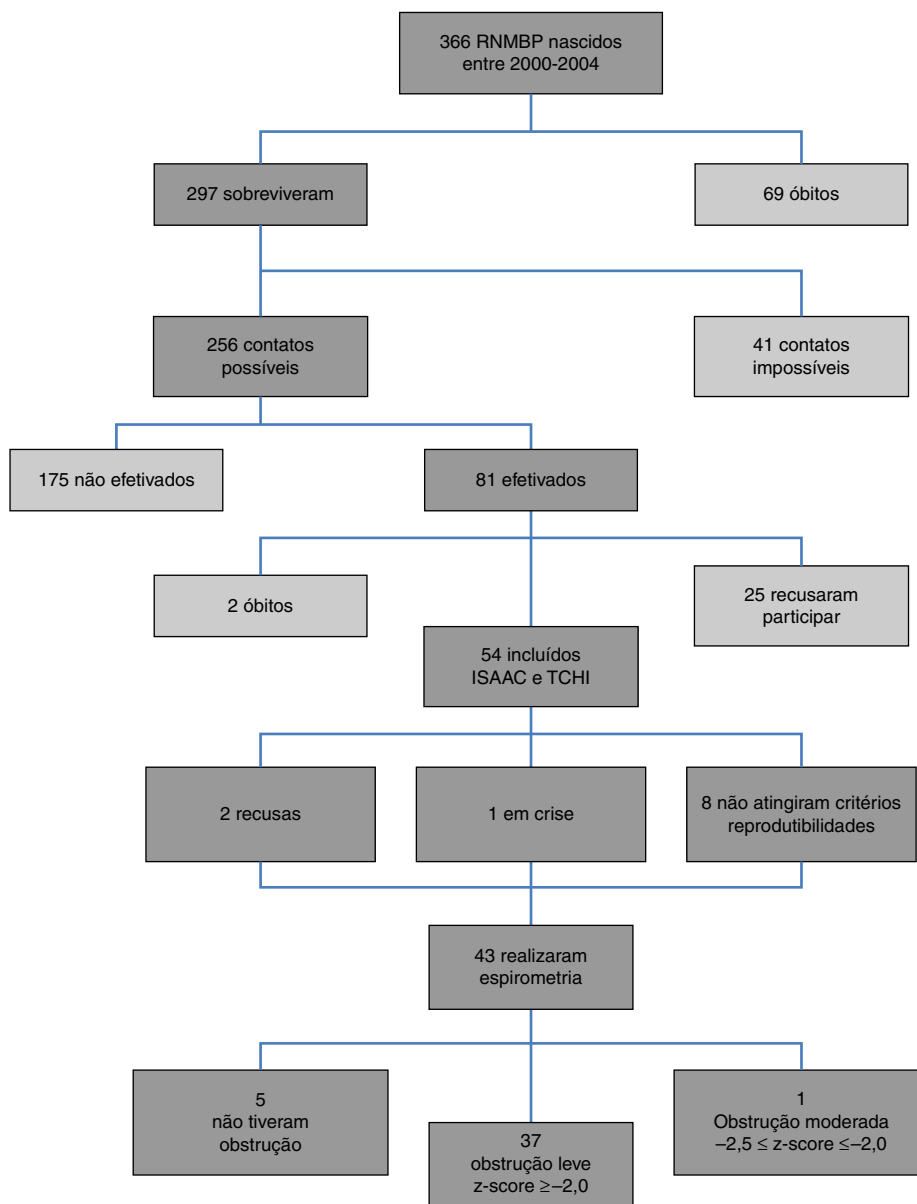 366 RNMBP nascidos
entre 2000-2004
297 sobreviveram
69 óbitos
256 contatos
possíveis
41 contatos
impossíveis
175 não efetivados
81 efetivados
2 óbitos
25 recusaram
participar
54 incluídos
ISAAC e TCHI
2 recusas
1 em crise
8 não atingiram critérios
reprodutibilidades
43 realizaram
espirometria
5
não tiveram
obstrução
37
obstrução leve
z-score ≥–2,0
1
Obstrução moderada
–2,5 ≤ z-score ≤–2,0